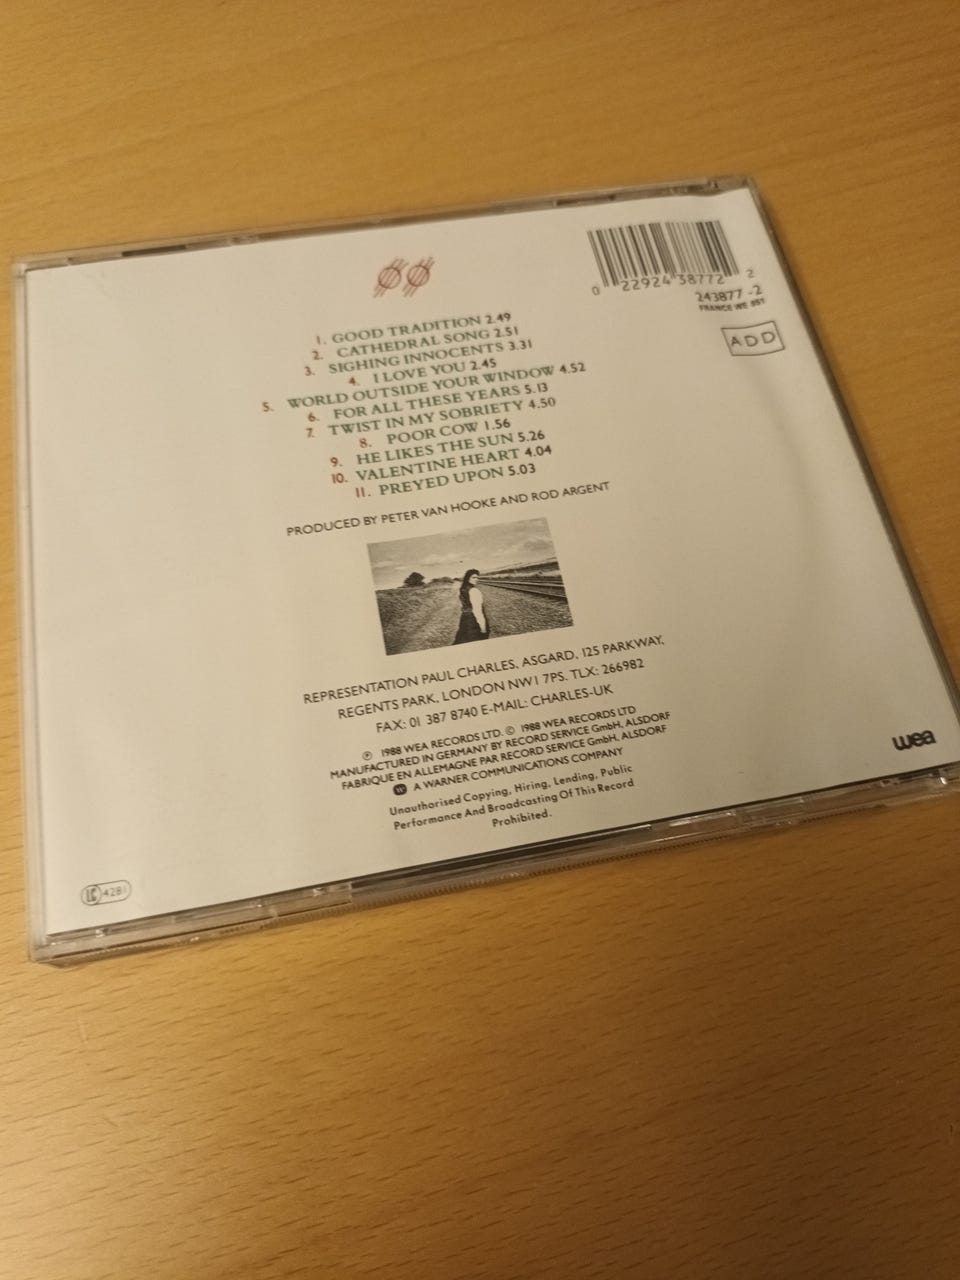 0 22924 38772 2
243877-2
FRANCE WE 851
ADD
1. GOOD TRADITION 2.49
2. CATHEDRAL SONG 2.51
3. SIGHING INNOCENTS 3.31
4. I LOVE YOU 2.45
5. WORLD OUTSIDE YOUR WINDOW 4.52
6. FOR ALL THESE YEARS 5.13
7. TWIST IN MY SOBRIETY 4.50
8. POOR COW 1.56
9. HE LIKES THE SUN 5.26
10. VALENTINE HEART 4.04
11. PREYED UPON 5.03
PRODUCED BY PETER VAN HOOKE AND ROD ARGENT
REPRESENTATION PAUL CHARLES, ASGARD, 125 PARKWAY,
REGENTS PARK, LONDON NW1 7PS. TLX: 266982
FAX: 01 387 8740 E-MAIL: CHARLES-UK
℗ 1988 WEA RECORDS LTD. © 1988 WEA RECORDS LTD
MANUFACTURED IN GERMANY BY RECORD SERVICE GmbH, ALSDORF
FABRIQUE EN ALLEMAGNE PAR RECORD SERVICE GmbH, ALSDORF
A WARNER COMMUNICATIONS COMPANY
Unauthorised Copying, Hiring, Lending, Public
Performance And Broadcasting Of This Record
Prohibited.
wea
LC 4281